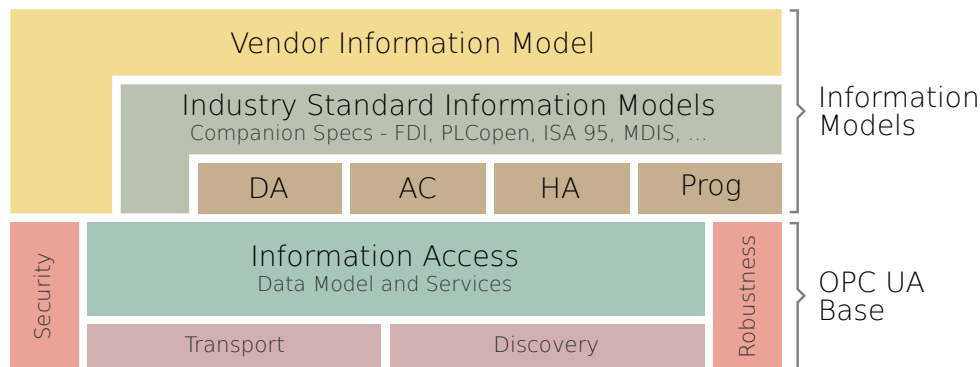 Vendor Information Model
Industry Standard Information Models
Companion Specs - FDI, PLCopen, ISA 95, MDIS, ...
DA
AC
HA
Prog
Information
Models
Security
Information Access
Data Model and Services
Transport
Discovery
Robustness
OPC UA
Base